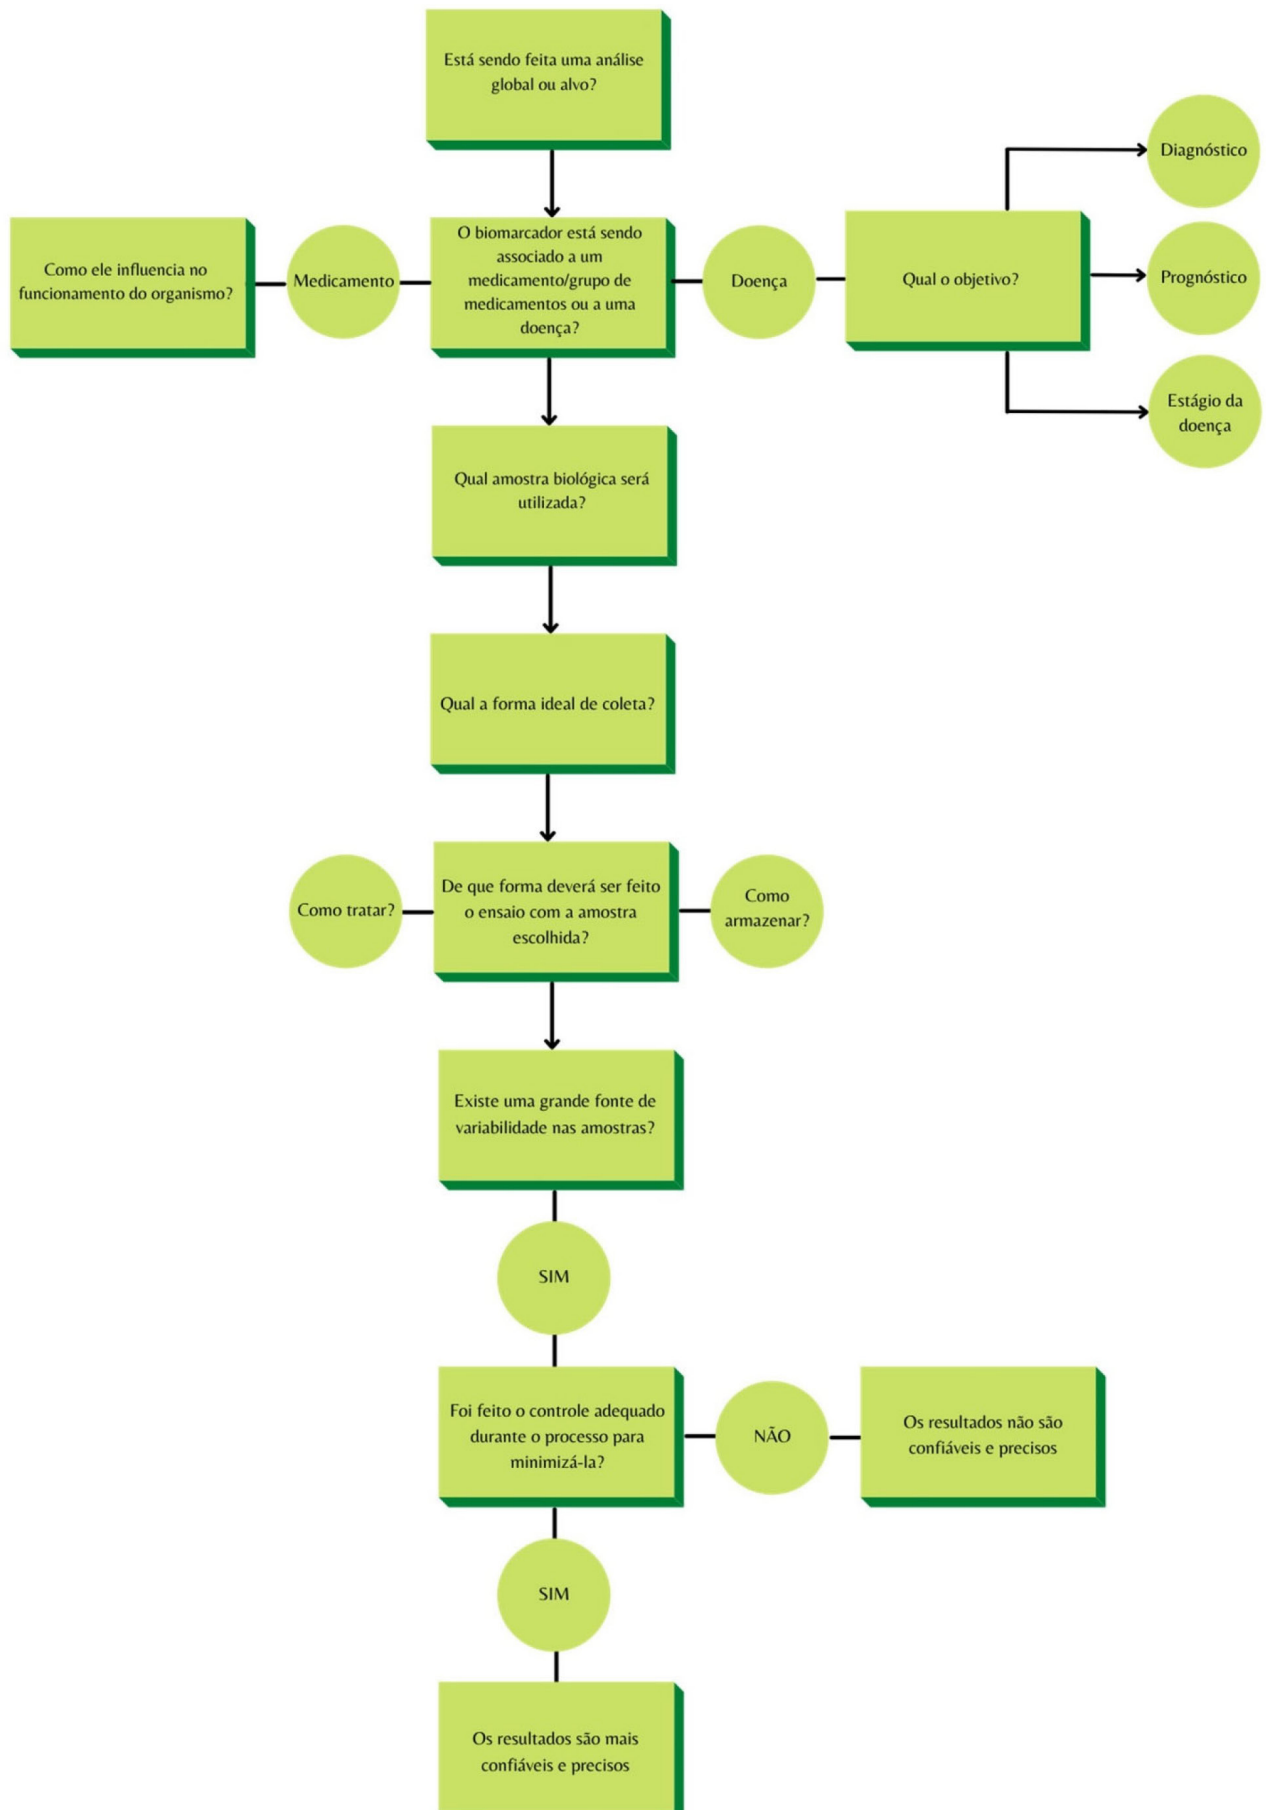 Está sendo feita uma análise
global ou alvo?
Diagnóstico
Como ele influencia no
funcionamento do organismo?
Medicamento
O biomarcador está sendo
associado a um
medicamento/grupo de
medicamentos ou a uma
doença?
Doença
Qual o objetivo?
Prognóstico
Estágio da
doença
Qual amostra biológica será
utilizada?
Qual a forma ideal de coleta?
Como tratar?
De que forma deverá ser feito
o ensaio com a amostra
escolhida?
Como
armazenar?
Existe uma grande fonte de
variabilidade nas amostras?
SIM
Foi feito o controle adequado
durante o processo para
minimizá-la?
NÃO
Os resultados não são
confiáveis e precisos
SIM
Os resultados são mais
confiáveis e precisos